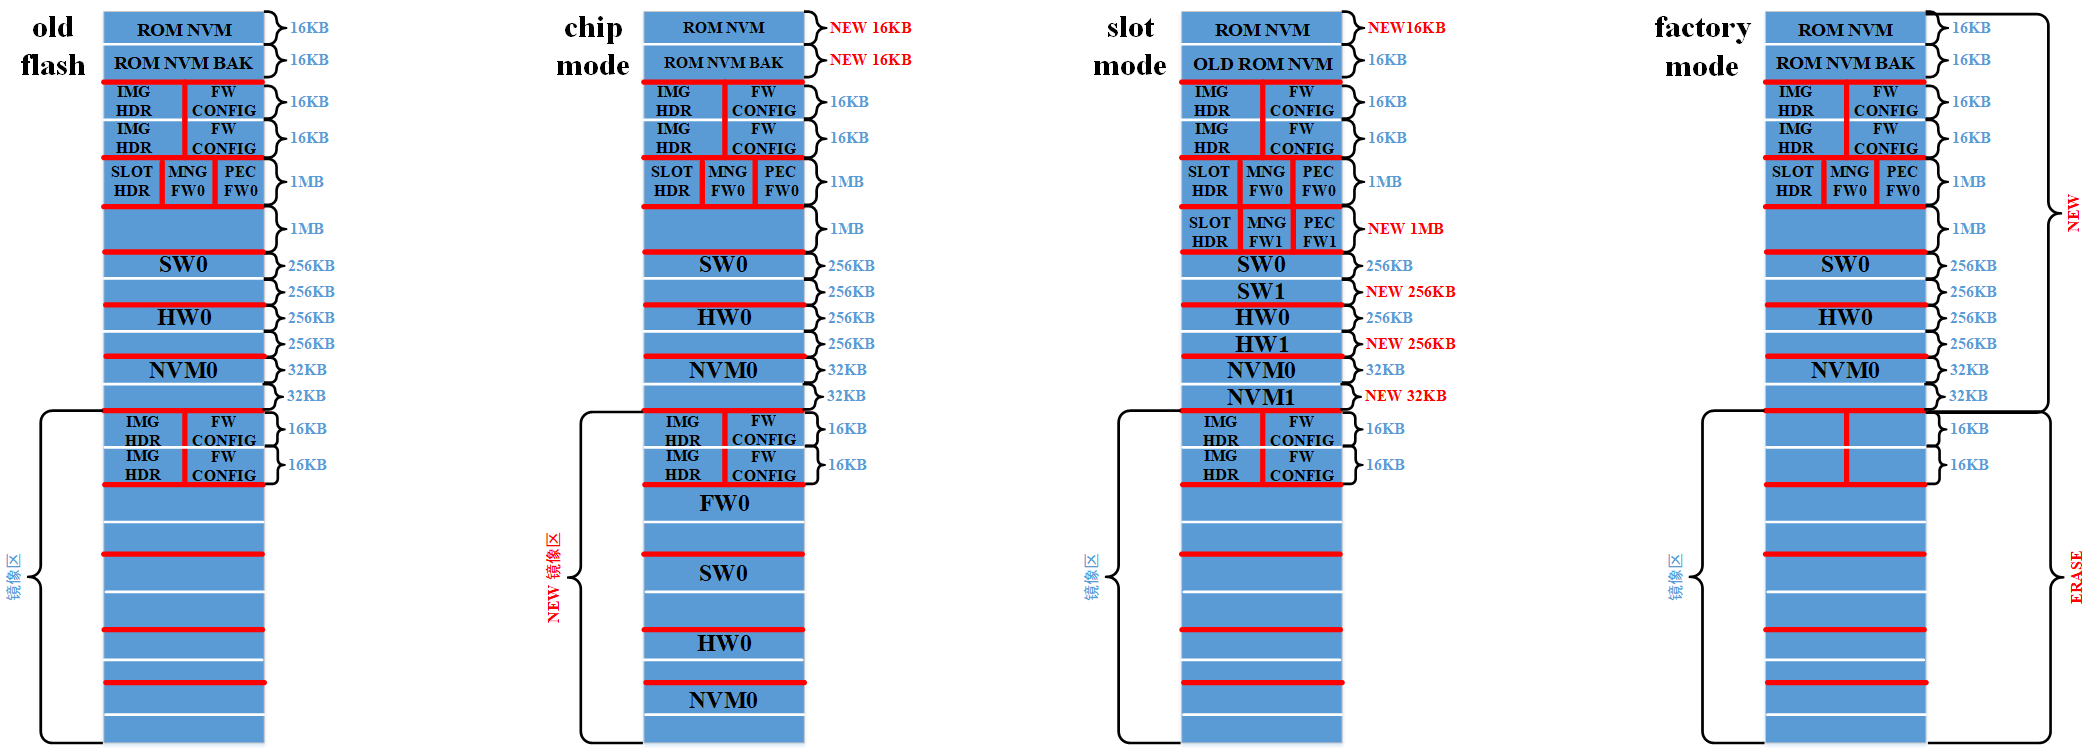 old
flash
ROM NVM
16KB
ROM NVM BAK
16KB
IMG
HDR
FW
CONFIG
16KB
IMG
HDR
FW
CONFIG
16KB
SLOT
HDR
MNG
FW0
PEC
FW0
1MB
1MB
SW0
256KB
256KB
HW0
256KB
256KB
NVM0
32KB
32KB
IMG
HDR
FW
CONFIG
16KB
IMG
HDR
FW
CONFIG
16KB
镜像区
chip
mode
ROM NVM
NEW 16KB
ROM NVM BAK
NEW 16KB
IMG
HDR
FW
CONFIG
16KB
IMG
HDR
FW
CONFIG
16KB
SLOT
HDR
MNG
FW0
PEC
FW0
1MB
1MB
SW0
256KB
256KB
HW0
256KB
256KB
NVM0
32KB
32KB
IMG
HDR
FW
CONFIG
16KB
IMG
HDR
FW
CONFIG
16KB
FW0
SW0
HW0
NVM0
NEW 镜像区
slot
mode
ROM NVM
NEW16KB
OLD ROM NVM
16KB
IMG
HDR
FW
CONFIG
16KB
IMG
HDR
FW
CONFIG
16KB
SLOT
HDR
MNG
FW0
PEC
FW0
1MB
SLOT
HDR
MNG
FW1
PEC
FW1
NEW 1MB
SW0
256KB
SW1
NEW 256KB
HW0
256KB
HW1
NEW 256KB
NVM0
32KB
NVM1
NEW 32KB
IMG
HDR
FW
CONFIG
16KB
IMG
HDR
FW
CONFIG
16KB
镜像区
factory
mode
ROM NVM
16KB
ROM NVM BAK
16KB
IMG
HDR
FW
CONFIG
16KB
IMG
HDR
FW
CONFIG
16KB
SLOT
HDR
MNG
FW0
PEC
FW0
1MB
1MB
SW0
256KB
256KB
HW0
256KB
256KB
NVM0
32KB
32KB
16KB
16KB
镜像区
NEW
ERASE